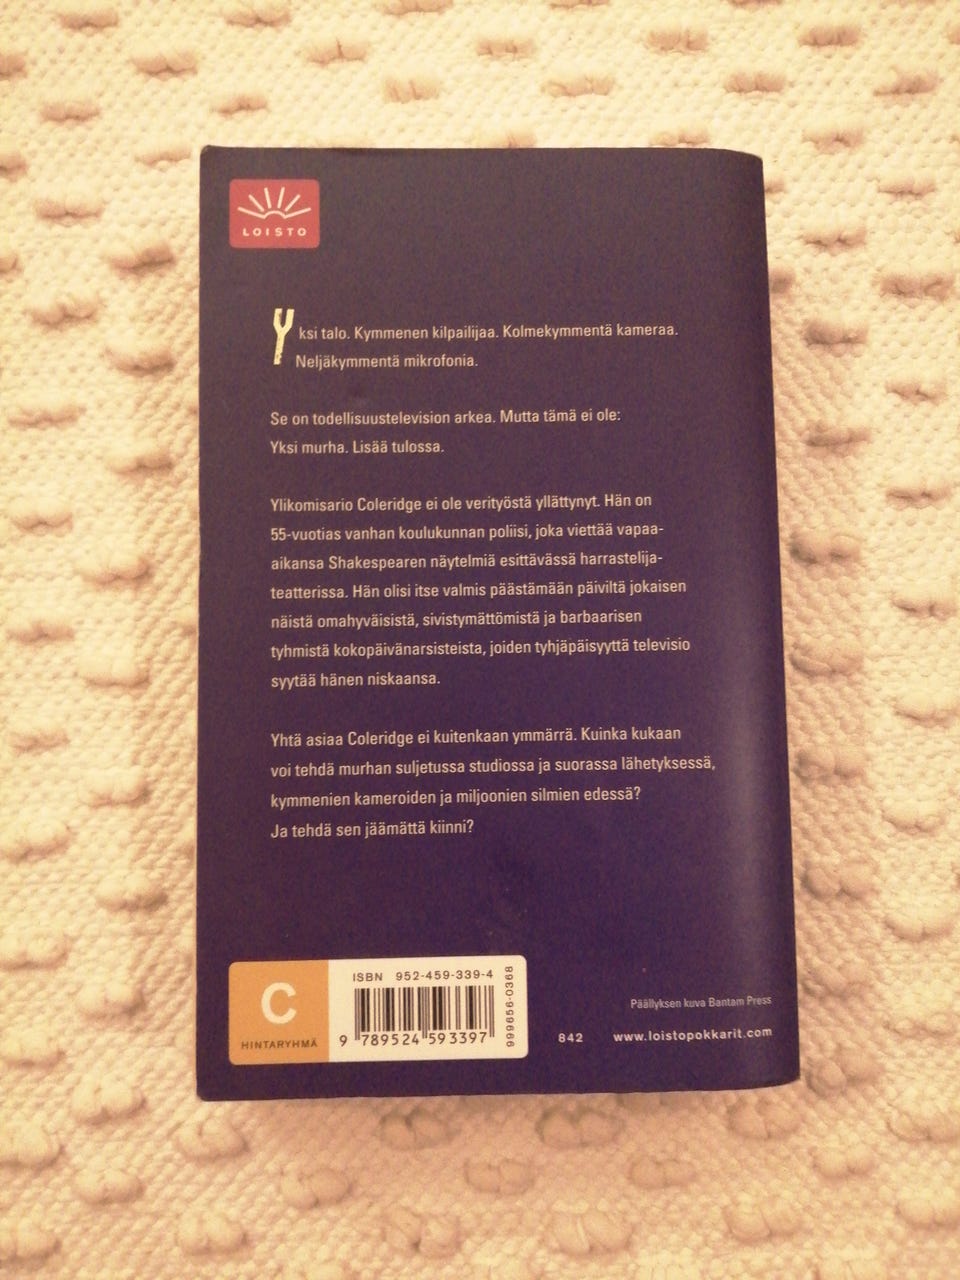 LOISTO
Yksi talo. Kymmenen kilpailijaa. Kolmekymmentä kameraa.
Neljäkymmentä mikrofonia.
Se on todellisuustelevision arkea. Mutta tämä ei ole:
Yksi murha. Lisää tulossa.
Ylikomisario Coleridge ei ole verityöstä yllättynyt. Hän on
55-vuotias vanhan koulukunnan poliisi, joka viettää vapaa-
aikansa Shakespearen näytelmiä esittävässä harrastelija-
teatterissa. Hän olisi itse valmis päästämään päiviltä jokaisen
näistä omahyväisistä, sivistymättömistä ja barbaarisen
tyhmistä kokopäivänarsisteista, joiden tyhjäpäisyyttä televisio
syytää hänen niskaansa.
Yhtä asiaa Coleridge ei kuitenkaan ymmärrä. Kuinka kukaan
voi tehdä murhan suljetussa studiossa ja suorassa lähetyksessä,
kymmenien kameroiden ja miljoonien silmien edessä?
Ja tehdä sen jäämättä kiinni?
C
HINTARYHMÄ
ISBN 952-459-339-4
9 789524 593397
999656-0368
Päällyksen kuva Bantam Press
842 www.loistopokkarit.com